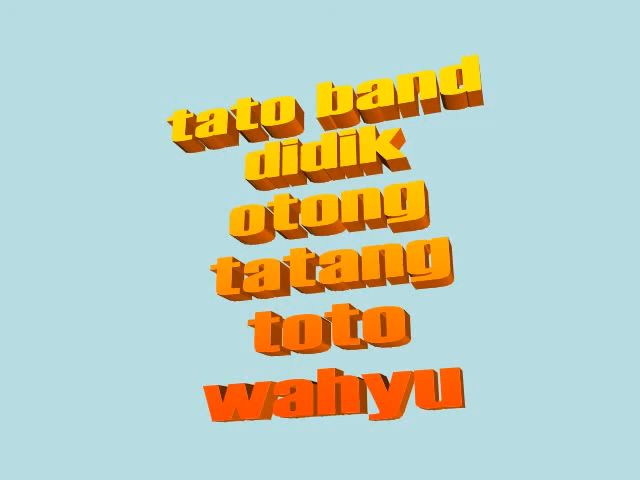 tato band
didik
otong
tatang
toto
wahyu